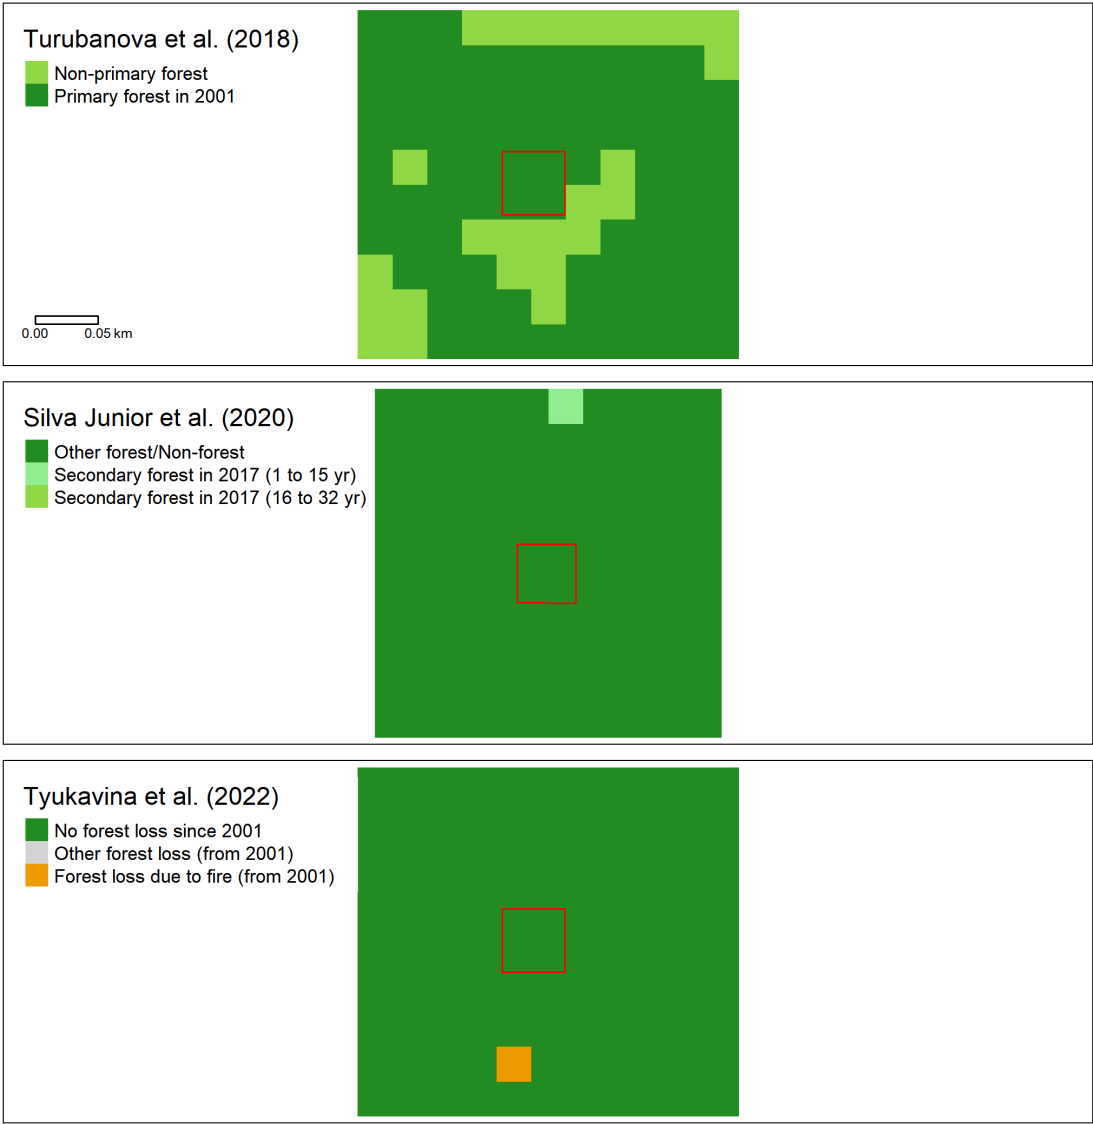 Turubanova et al. (2018)
Non-primary forest
Primary forest in 2001
0.00 0.05 km
Silva Junior et al. (2020)
Other forest/Non-forest
Secondary forest in 2017 (1 to 15 yr)
Secondary forest in 2017 (16 to 32 yr)
Tyukavina et al. (2022)
No forest loss since 2001
Other forest loss (from 2001)
Forest loss due to fire (from 2001)